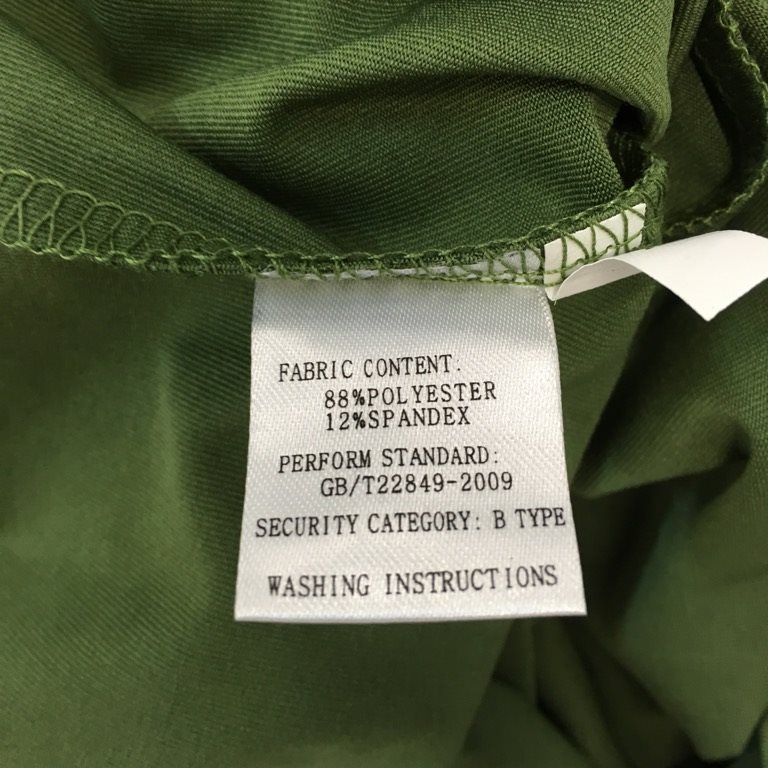 FABRIC CONTENT.
88%POLYESTER
12%SPANDEX
PERFORM STANDARD:
GB/T22849-2009
SECURITY CATEGORY: B TYPE
WASHING INSTRUCTIONS